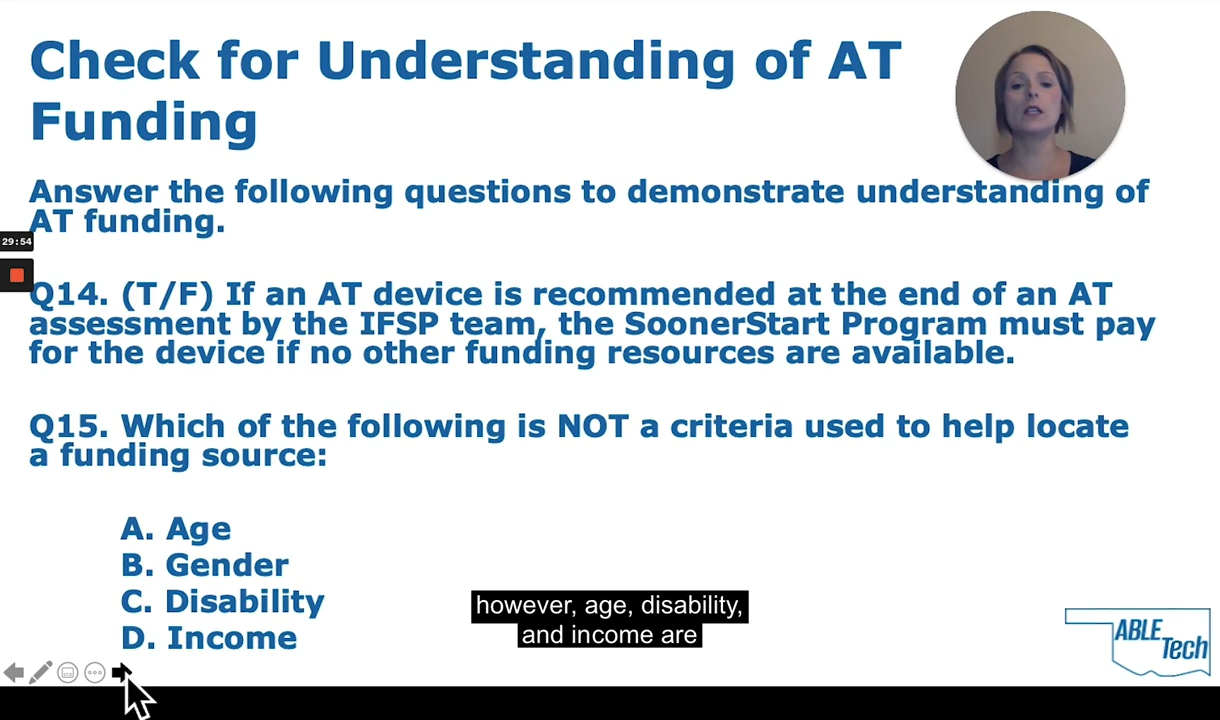 Check for Understanding of AT
Funding
Answer the following questions to demonstrate understanding of
AT funding.
29:54
Q14. (T/F) If an AT device is recommended at the end of an AT
assessment by the IFSP team, the SoonerStart Program must pay
for the device if no other funding resources are available.
Q15. Which of the following is NOT a criteria used to help locate
a funding source:
A. Age
B. Gender
C. Disability
D. Income
however, age, disability,
and income are
ABLE
Tech